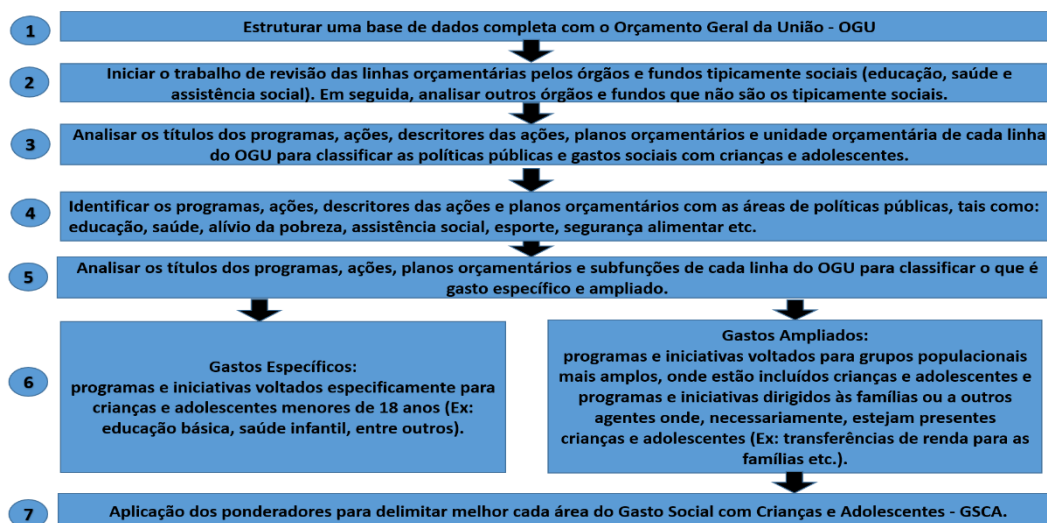 1
Estruturar uma base de dados completa com o Orçamento Geral da União - OGU
2
Iniciar o trabalho de revisão das linhas orçamentárias pelos órgãos e fundos tipicamente sociais (educação, saúde e
assistência social). Em seguida, analisar outros órgãos e fundos que não são os tipicamente sociais.
3
Analisar os títulos dos programas, ações, descritores das ações, planos orçamentários e unidade orçamentária de cada linha
do OGU para classificar as políticas públicas e gastos sociais com crianças e adolescentes.
4
Identificar os programas, ações, descritores das ações e planos orçamentários com as áreas de políticas públicas, tais como:
educação, saúde, alívio da pobreza, assistência social, esporte, segurança alimentar etc.
5
Analisar os títulos dos programas, ações, planos orçamentários e subfunções de cada linha do OGU para classificar o que é
gasto específico e ampliado.
6
Gastos Específicos:
programas e iniciativas voltados especificamente para
crianças e adolescentes menores de 18 anos (Ex:
educação básica, saúde infantil, entre outros).
Gastos Ampliados:
programas e iniciativas voltados para grupos populacional
mais amplos, onde estão incluídos crianças e adolescentes e
programas e iniciativas dirigidos às famílias ou a outros
agentes onde, necessariamente, estejam presentes
crianças e adolescentes (Ex: transferências de renda para as
famílias etc.).
7
Aplicação dos ponderadores para delimitar melhor cada área do Gasto Social com Crianças e Adolescentes - GSCA.